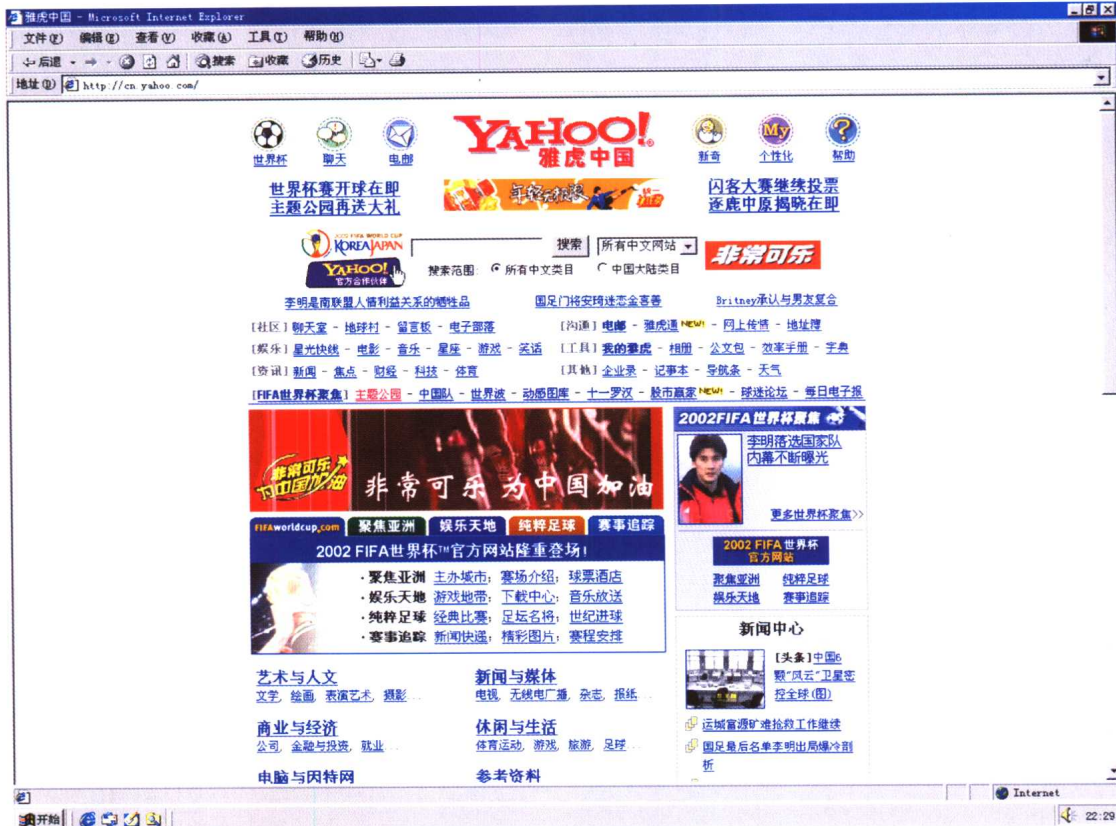 雅虎中国 - Microsoft Internet Explorer
文件(F) 编辑(E) 查看(V) 收藏(A) 工具(T) 帮助(H)
后退 搜索 收藏 历史
地址(D) http://cn.yahoo.com/
世界杯 聊天 电邮 YAHOO! 雅虎中国 新奇 My 个性化 帮助
世界杯赛开球在即 闪客大赛继续投票
主题公园再送大礼 年轻无极限 逐鹿中原揭晓在即
2002 FIFA WORLD CUP
KOREA JAPAN 搜索 所有中文网站 非常可乐
YAHOO! 官方合作伙伴 搜索范围: 所有中文类目 中国大陆类目
李明是南联盟人情利益关系的牺牲品 国足门将安琦迷恋金喜善 Britney承认与男友复合
[社区] 聊天室 - 地球村 - 留言板 - 电子部落 [沟通] 电邮 - 雅虎通 NEW! - 网上传情 - 地址簿
[娱乐] 星光快线 - 电影 - 音乐 - 星座 - 游戏 - 笑话 [工具] 我的雅虎 - 相册 - 公文包 - 效率手册 - 字典
[资讯] 新闻 - 焦点 - 财经 - 科技 - 体育 [其他] 企业录 - 记事本 - 导航条 - 天气
[FIFA世界杯聚焦] 主题公园 - 中国队 - 世界波 - 动感图库 - 十一罗汉 - 股市赢家 NEW! - 球迷论坛 - 每日电子报
非常可乐
为中国加油
非常可乐 为中国加油
2002FIFA世界杯聚焦
李明落选国家队
内幕不断曝光
更多世界杯聚焦>>
FIFAworldcup.com 聚焦亚洲 娱乐天地 纯粹足球 赛事追踪
2002 FIFA世界杯™官方网站隆重登场!
·聚焦亚洲 主办城市; 赛场介绍; 球票酒店
·娱乐天地 游戏地带; 下载中心; 音乐放送
·纯粹足球 经典比赛; 足坛名将; 世纪进球
·赛事追踪 新闻快递; 精彩图片; 赛程安排
2002 FIFA 世界杯
官方网站
聚焦亚洲 纯粹足球
娱乐天地 赛事追踪
新闻中心
[头条]中国6
颗“风云”卫星密
控全球(图)
运城富源矿难抢救工作继续
国足最后名单李明出局爆冷剖
析
艺术与人文 新闻与媒体
文学, 绘画, 表演艺术, 摄影... 电视, 无线电广播, 杂志, 报纸...
商业与经济 休闲与生活
公司, 金融与投资, 就业... 体育运动, 游戏, 旅游, 足球...
电脑与因特网 参考资料
Internet
开始 22:29